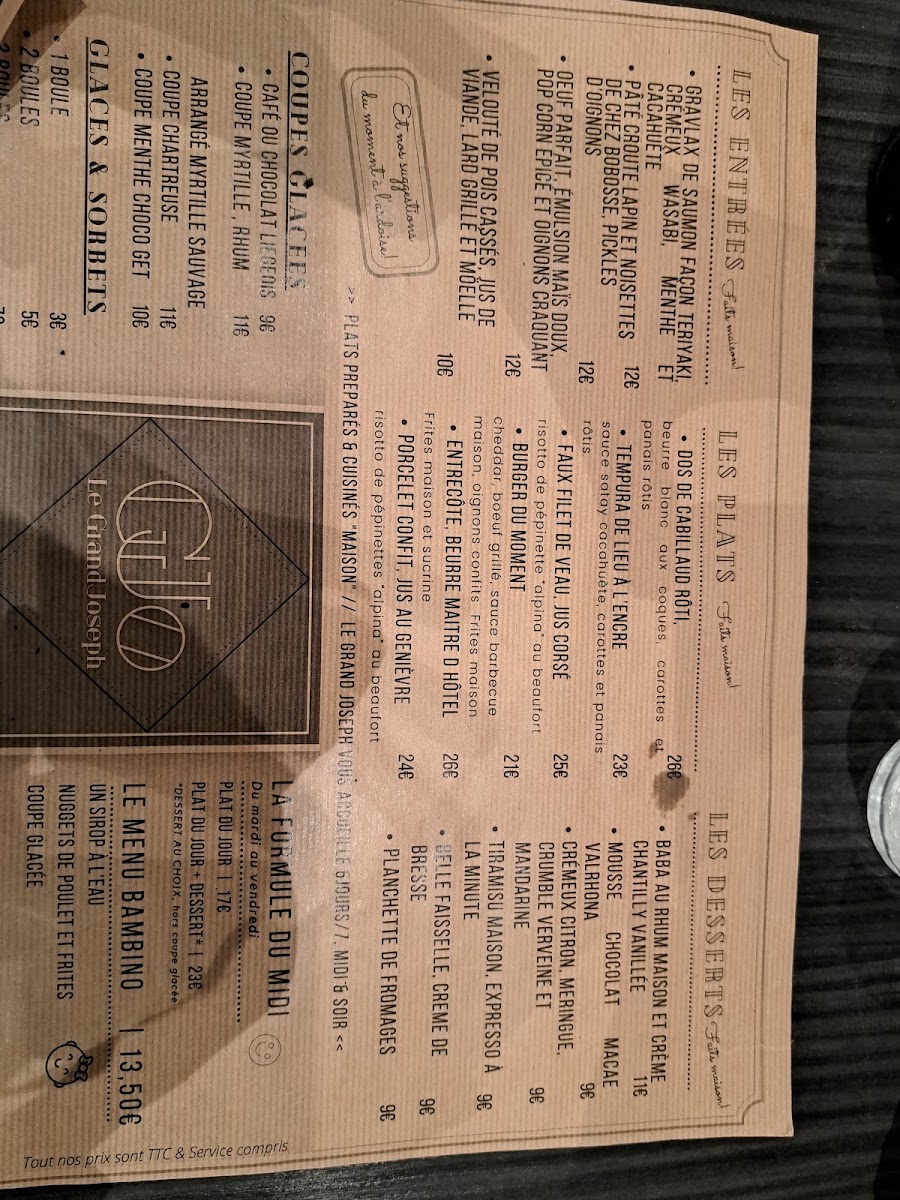 LES ENTRÉES Faits maison!
• GRAVLAX DE SAUMON FAÇON TERIYAKI,
CRÉMEUX WASABI, MENTHE ET
CACAHUÈTE
12€
• PÂTÉ CROUTE LAPIN ET NOISETTES
DE CHEZ BOBOSSE, PICKLES
D'OIGNONS
12€
• OEUF PARFAIT, ÉMULSION MAÏS DOUX,
POP CORN EPICÉ ET OIGNONS CRAQUANT
12€
• VELOUTÉ DE POIS CASSÉS, JUS DE
VIANDE, LARD GRILLÉ ET MOELLE
10€
Et nos suggestions
du moment à l'ardoise!
LES PLATS Faits maison!
• DOS DE CABILLAUD RÔTI,
beurre blanc aux coques, carottes et
panais rôtis
26€
• TEMPURA DE LIEU À L'ENCRE
sauce satay cacahuète, carottes et panais
rôtis
23€
• FAUX FILET DE VEAU, JUS CORSÉ
risotto de pépinette "alpina" au beaufort
25€
• BURGER DU MOMENT
cheddar, boeuf grillé, sauce barbecue
maison, oignons confits Frites maison
21€
• ENTRECÔTE, BEURRE MAITRE D HÔTEL
Frites maison et sucrine
26€
• PORCELET CONFIT, JUS AU GENIÈVRE
risotto de pépinettes "alpina" au beaufort
24€
LES DESSERTS Faits maison!
• BABA AU RHUM MAISON ET CRÈME
CHANTILLY VANILLÉE
11€
• MOUSSE CHOCOLAT MACAE
VALRHONA
9€
• CRÉMEUX CITRON, MERINGUE,
CRUMBLE VERVEINE ET
MANDARINE
9€
• TIRAMISU MAISON, EXPRESSO À
LA MINUTE
9€
• BELLE FAISSELLE, CREME DE
BRESSE
9€
• PLANCHETTE DE FROMAGES
9€
>> PLATS PREPARÉS & CUISINÉS "MAISON" // LE GRAND JOSEPH VOUS ACCUEILLE 6JOURS/7, MIDI & SOIR <<
COUPES GLACÉES
• CAFÉ OU CHOCOLAT LIEGEOIS 9€
• COUPE MYRTILLE , RHUM 11€
ARRANGÉ MYRTILLE SAUVAGE
• COUPE CHARTREUSE 11€
• COUPE MENTHE CHOCO GET 10€
GLACES & SORBETS
• 1 BOULE 3€
• 2 BOULES 5€
GJO
Le Grand Joseph
LA FORMULE DU MIDI
Du mardi au vendredi
PLAT DU JOUR | 17€
PLAT DU JOUR + DESSERT* | 23€
*DESSERT AU CHOIX, hors coupe glacée
LE MENU BAMBINO | 13,50€
UN SIROP À L'EAU
NUGGETS DE POULET ET FRITES
COUPE GLACÉE
Tout nos prix sont TTC & Service compris